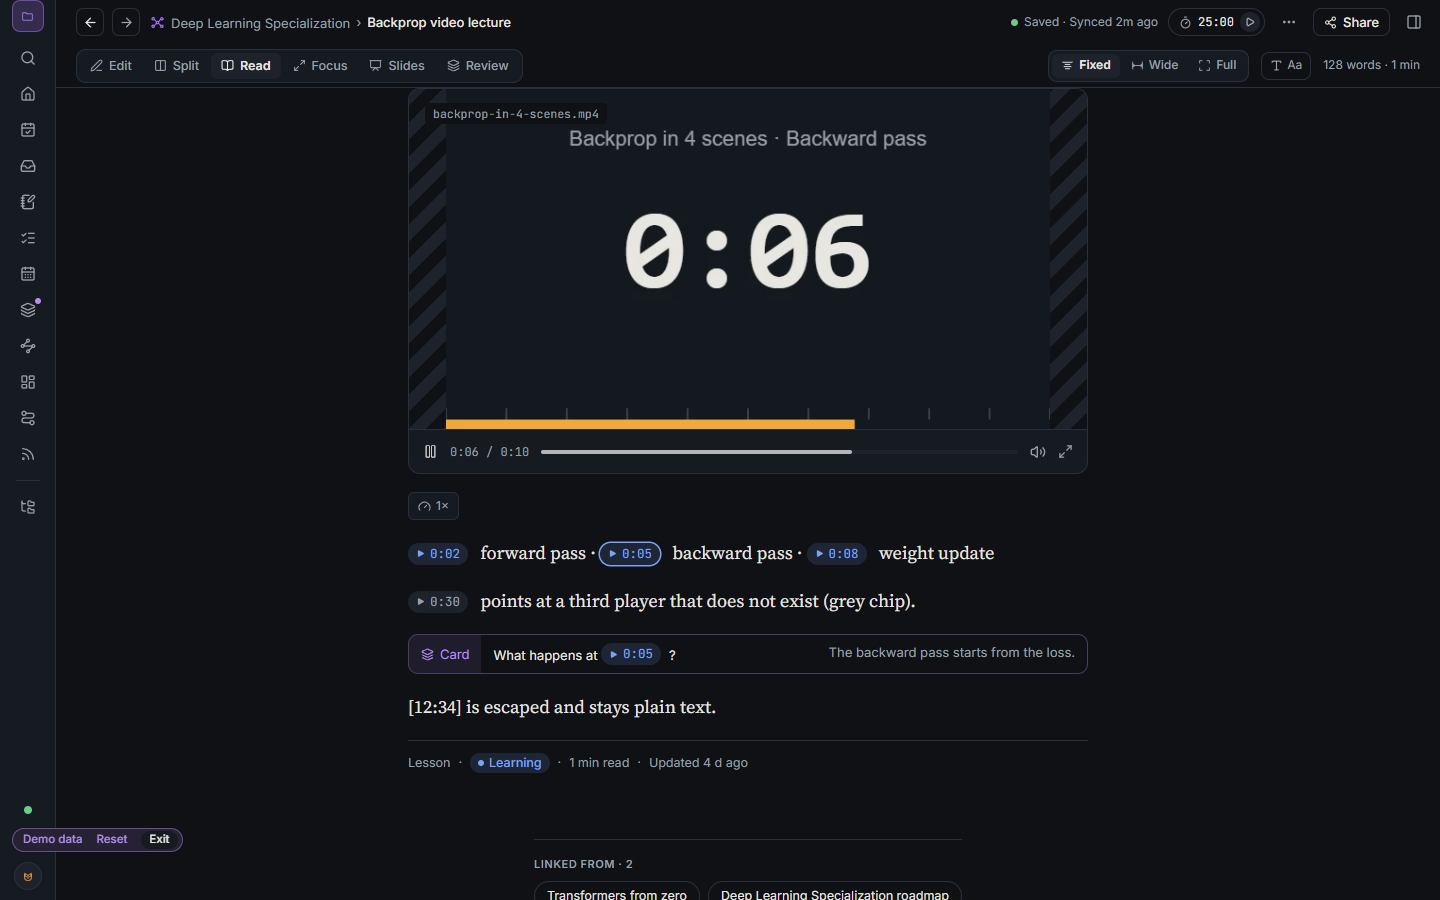 Deep Learning Specialization › Backprop video lecture
Saved · Synced 2m ago
25:00
Share
Edit
Split
Read
Focus
Slides
Review
Fixed
Wide
Full
Aa
128 words · 1 min
backprop-in-4-scenes.mp4
Backprop in 4 scenes · Backward pass
0:06
0:06 / 0:10
1×
0:02 forward pass · 0:05 backward pass · 0:08 weight update
0:30 points at a third player that does not exist (grey chip).
Card What happens at 0:05 ? The backward pass starts from the loss.
[12:34] is escaped and stays plain text.
Lesson · Learning · 1 min read · Updated 4 d ago
Demo data Reset Exit
LINKED FROM · 2
Transformers from zero
Deep Learning Specialization roadmap